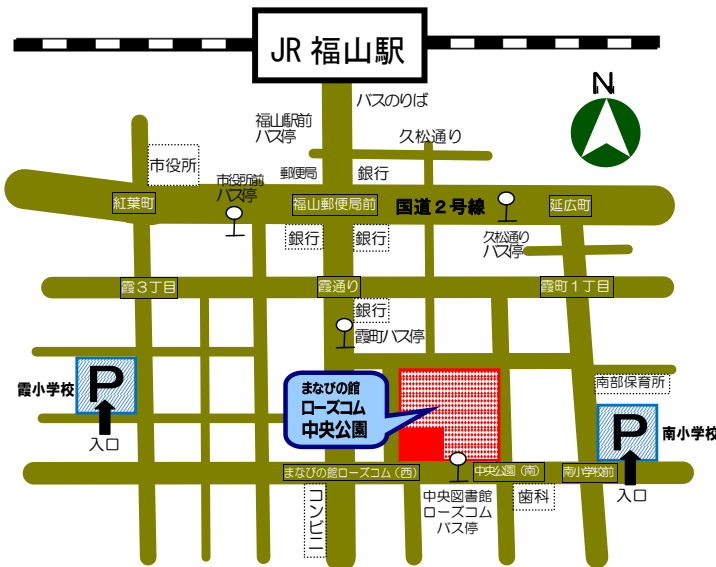 JR 福山駅
N
バスのりば
福山駅前
バス停
久松通り
市役所
郵便局
銀行
市役所前
バス停
紅葉町
福山郵便局前
国道２号線
延広町
銀行
銀行
久松通り
バス停
霞３丁目
霞通り
霞町１丁目
銀行
霞町バス停
霞小学校
P
入口
まなびの館
ローズコム
中央公園
南部保育所
P
南小学校
入口
まなびの館ローズコム（西）
中央公園（南）
南小学校前
コンビニ
中央図書館
ローズコム
バス停
歯科